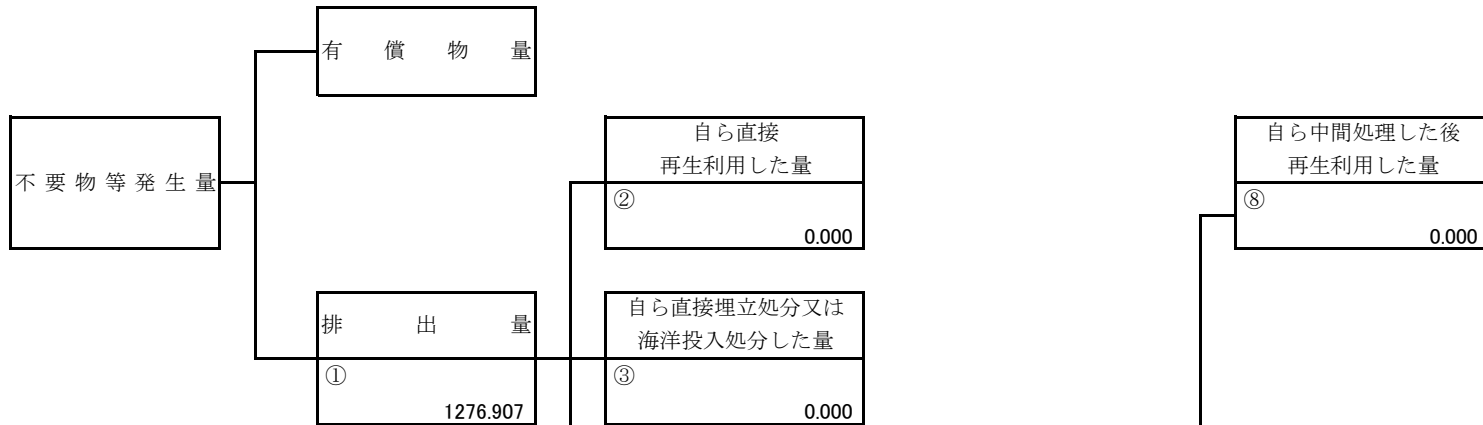 有償物量
不要物等発生量
自ら直接
再生利用した量
②
0.000
自ら中間処理した後
再生利用した量
⑧
0.000
排出量
①
1276.907
自ら直接埋立処分又は
海洋投入処分した量
③
0.000